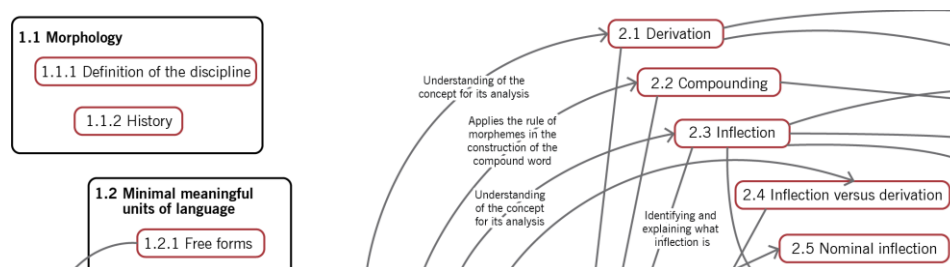 1.1 Morphology
1.1.1 Definition of the discipline
1.1.2 History
1.2 Minimal meaningful
units of language
1.2.1 Free forms
Understanding of the
concept for its analysis
Applies the rule of
morphemes in the
construction of the
compound word
Understanding
of the concept
for its analysis
Identifying and
explaining what
inflection is
2.1 Derivation
2.2 Compounding
2.3 Inflection
2.4 Inflection versus derivation
2.5 Nominal inflection